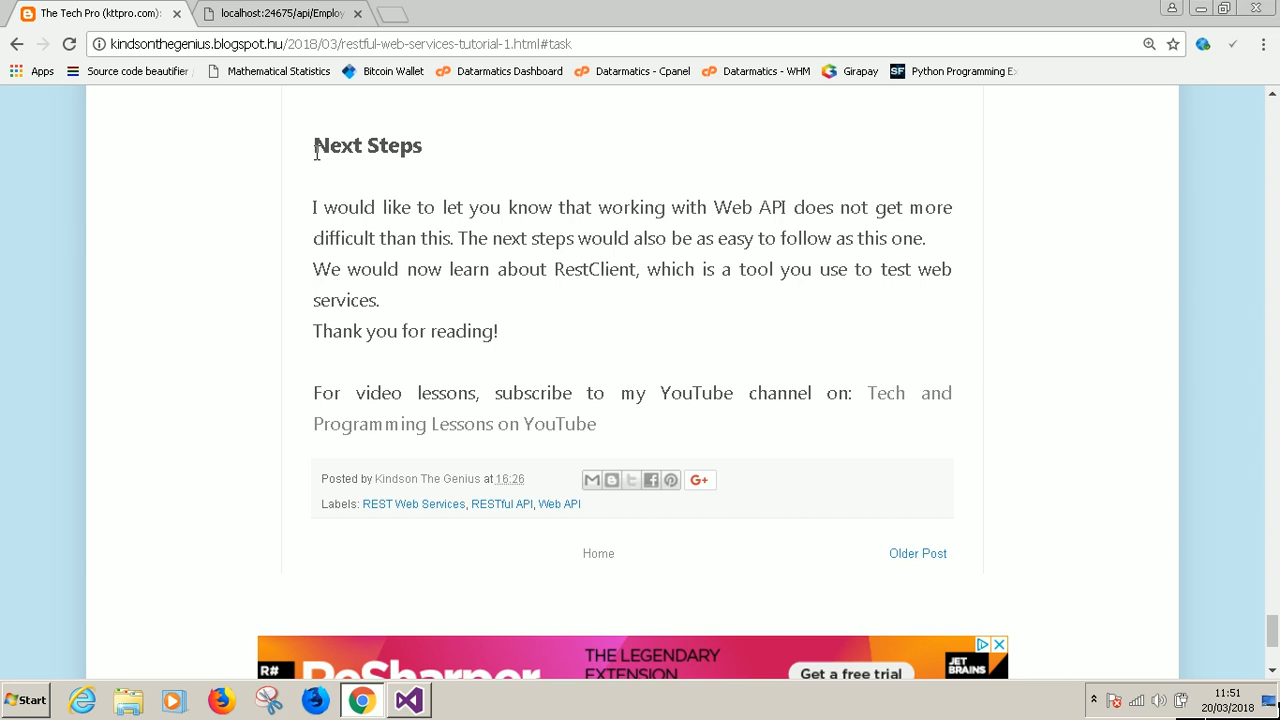 The Tech Pro (kttpro.com):
localhost:24675/api/Employ
kindsonthegenius.blogspot.hu/2018/03/restful-web-services-tutorial-1.html#task
Apps Source code beautifier Mathematical Statistics Bitcoin Wallet Datarmatics Dashboard Datarmatics - Cpanel Datarmatics - WHM Girapay SF Python Programming Ex
Next Steps
I would like to let you know that working with Web API does not get more
difficult than this. The next steps would also be as easy to follow as this one.
We would now learn about RestClient, which is a tool you use to test web
services.
Thank you for reading!
For video lessons, subscribe to my YouTube channel on: Tech and
Programming Lessons on YouTube
Posted by Kindson The Genius at 16:26
G+
Labels: REST Web Services, RESTful API, Web API
Home Older Post
R# ReSharper
THE LEGENDARY
EXTENSION
Get a free trial
JET
BRAINS
Start
11:51
20/03/2018